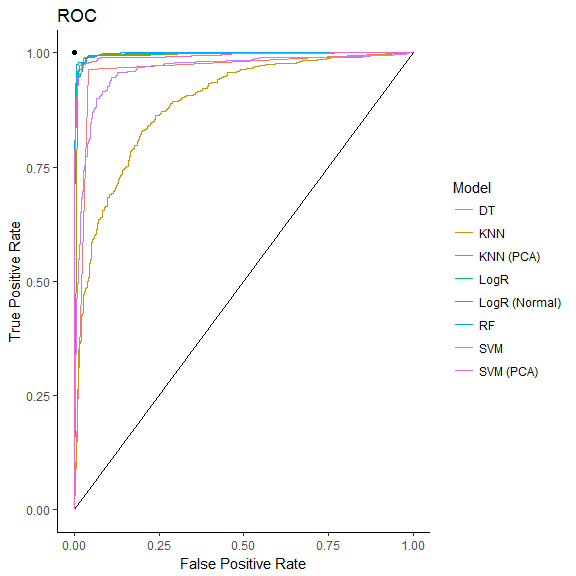 ROC
True Positive Rate
1.00
0.75
0.50
0.25
0.00
0.00 0.25 0.50 0.75 1.00
False Positive Rate
Model
DT
KNN
KNN (PCA)
LogR
LogR (Normal)
RF
SVM
SVM (PCA)